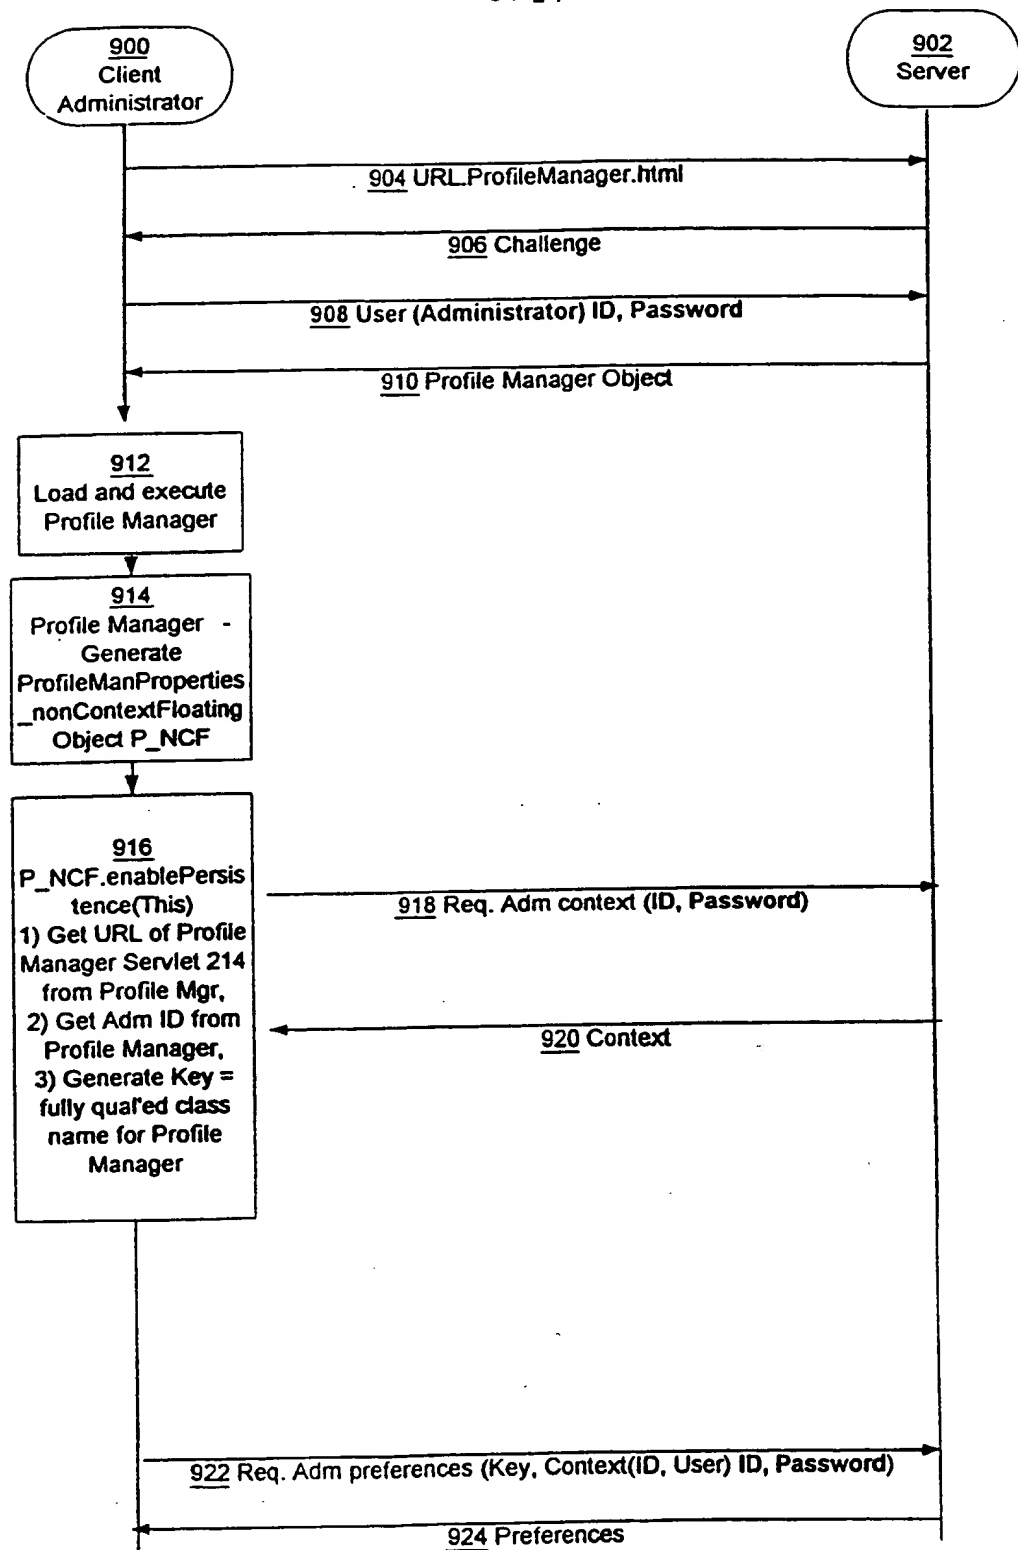 900
Client
Administrator
902
Server
904 URL.ProfileManager.html
906 Challenge
908 User (Administrator) ID, Password
910 Profile Manager Object
912
Load and execute
Profile Manager
914
Profile Manager -
Generate
ProfileManProperties
_nonContextFloating
Object P_NCF
916
P_NCF.enablePersis
tence(This)
1) Get URL of Profile
Manager Servlet 214
from Profile Mgr,
2) Get Adm ID from
Profile Manager,
3) Generate Key =
fully qual'ed class
name for Profile
Manager
918 Req. Adm context (ID, Password)
920 Context
922 Req. Adm preferences (Key, Context(ID, User) ID, Password)
924 Preferences